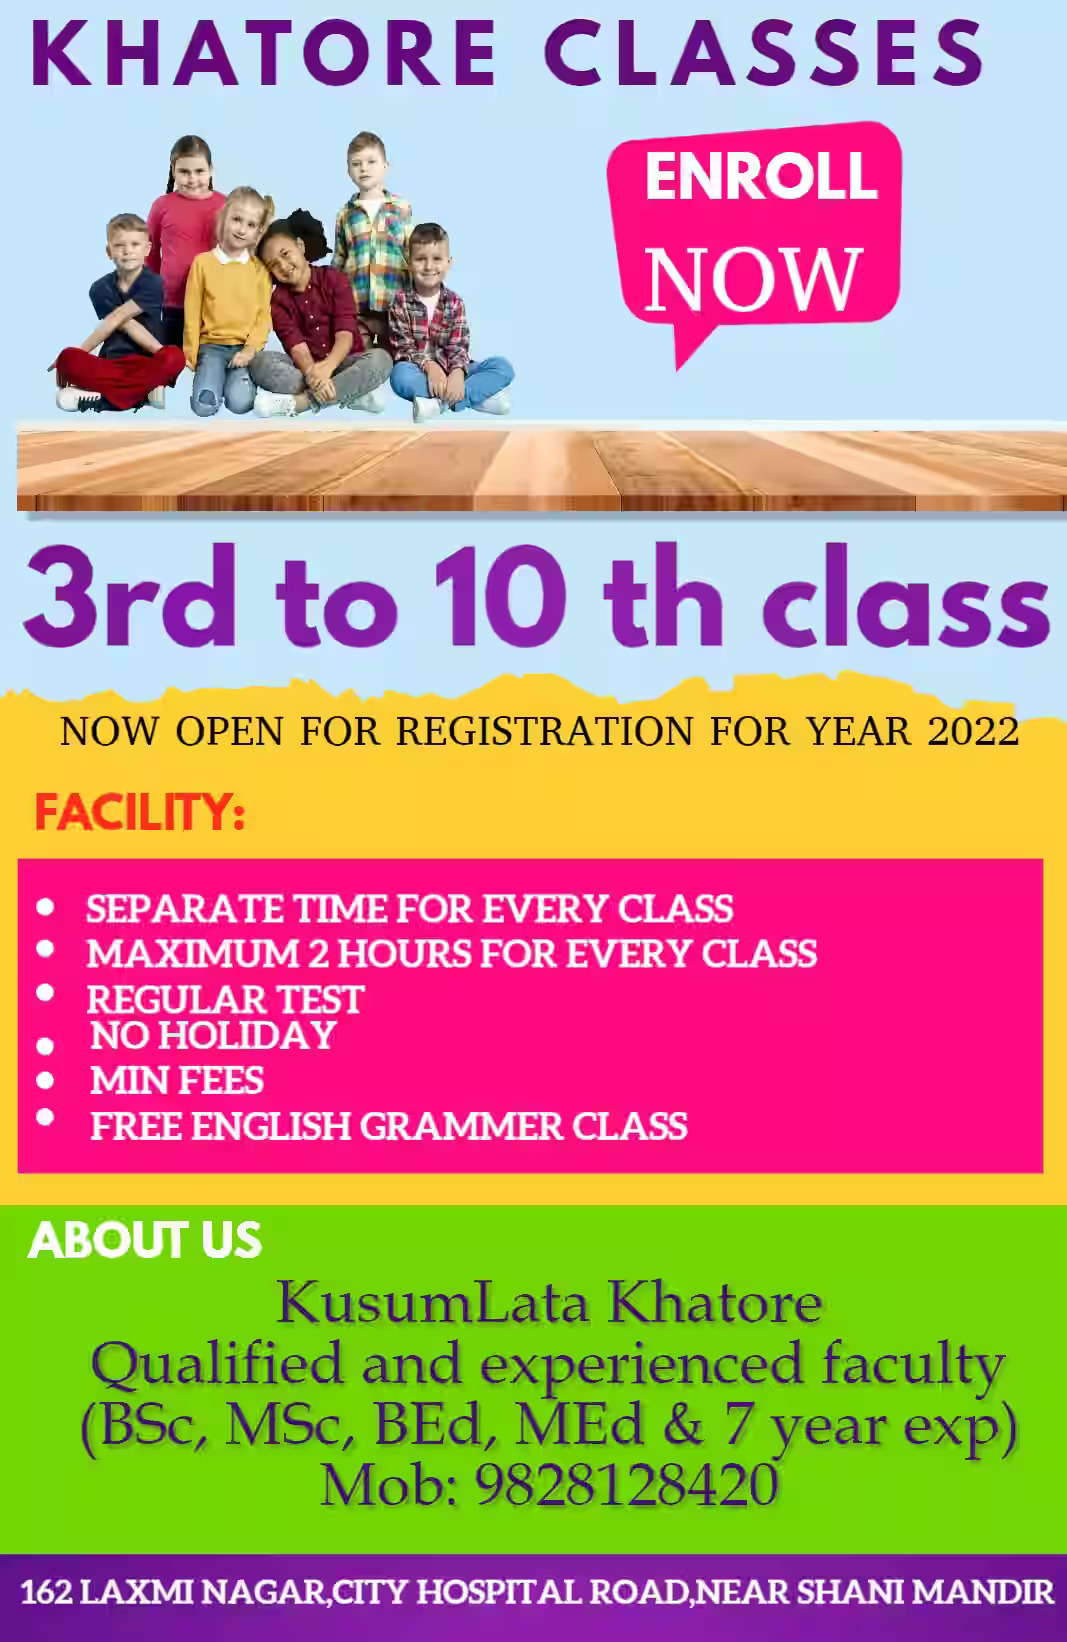 KHATORE CLASSES
ENROLL
NOW
3rd to 10 th class
NOW OPEN FOR REGISTRATION FOR YEAR 2022
FACILITY:
• SEPARATE TIME FOR EVERY CLASS
• MAXIMUM 2 HOURS FOR EVERY CLASS
• REGULAR TEST
• NO HOLIDAY
• MIN FEES
• FREE ENGLISH GRAMMER CLASS
ABOUT US
KusumLata Khatore
Qualified and experienced faculty
(BSc, MSc, BEd, MEd & 7 year exp)
Mob: 9828128420
162 LAXMI NAGAR,CITY HOSPITAL ROAD,NEAR SHANI MANDIR